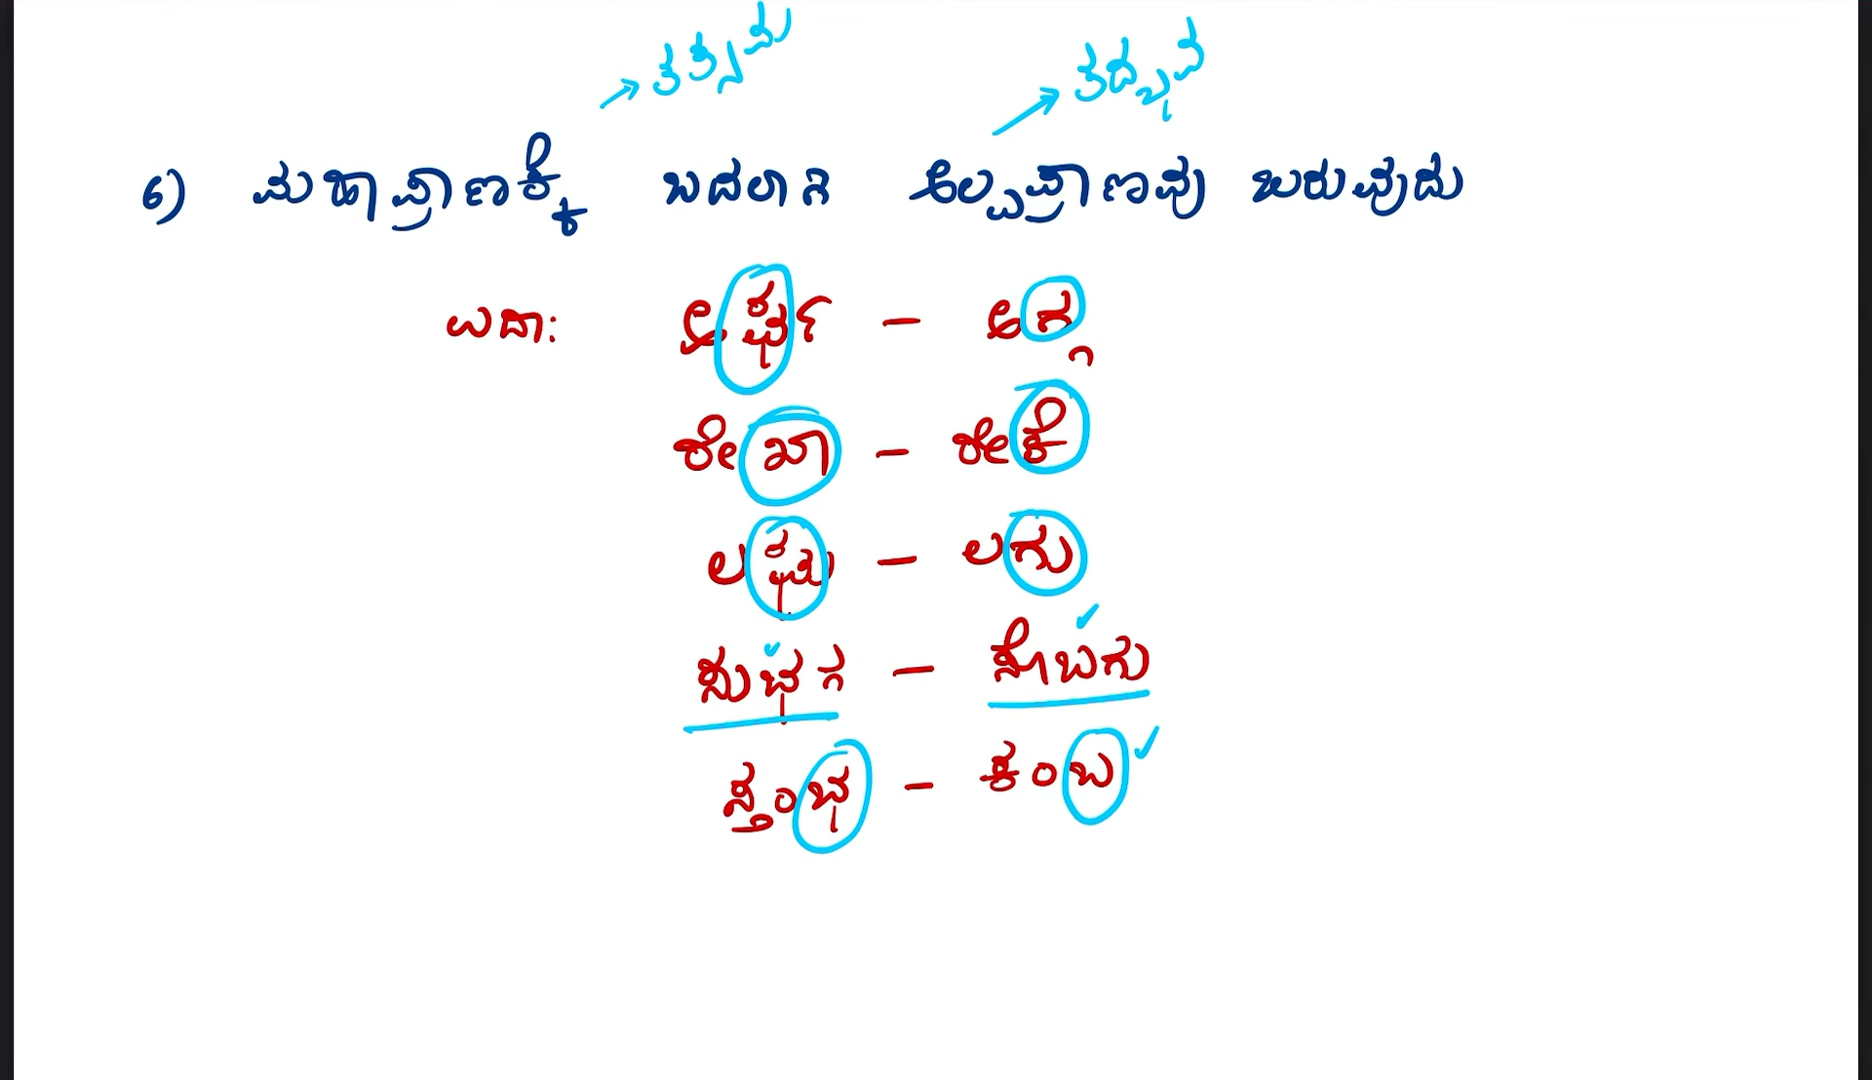 ತತ್ಸಮ ತದ್ಭವ
6) ಮಹಾಪ್ರಾಣಕ್ಕೆ ಬದಲಾಗಿ ಅಲ್ಪಪ್ರಾಣವು ಬರುವುದು
ಉದಾ: ಅರ್ಘ - ಅಗ್ಗ
ರೇಖಾ - ರೇಕೆ
ಲಘು - ಲಗು
ಸುಭಗ - ಸೊಬಗು
ಸ್ತಂಭ - ಕಂಬ